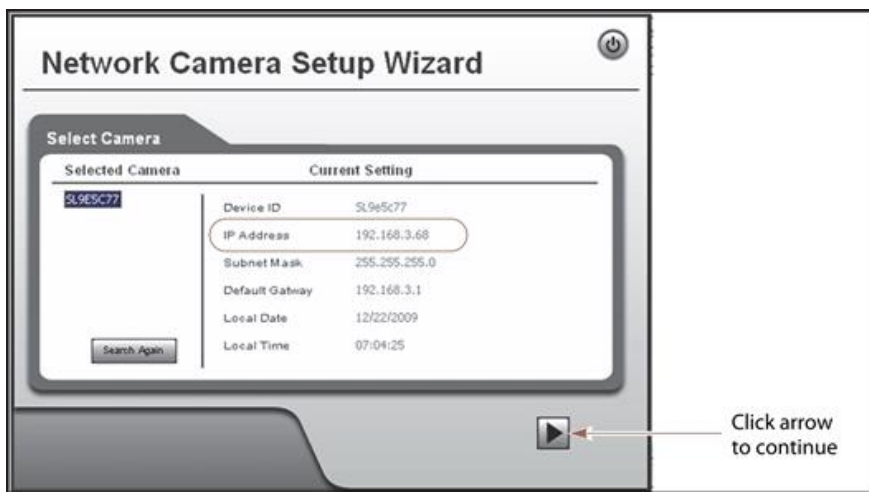 Network Camera Setup Wizard
Select Camera
Selected Camera
Current Setting
SL9E5C77
Device ID SL9e5c77
IP Address 192.168.3.68
Subnet Mask 255.255.255.0
Default Gatway 192.168.3.1
Local Date 12/22/2009
Local Time 07:04:25
Search Again
Click arrow
to continue